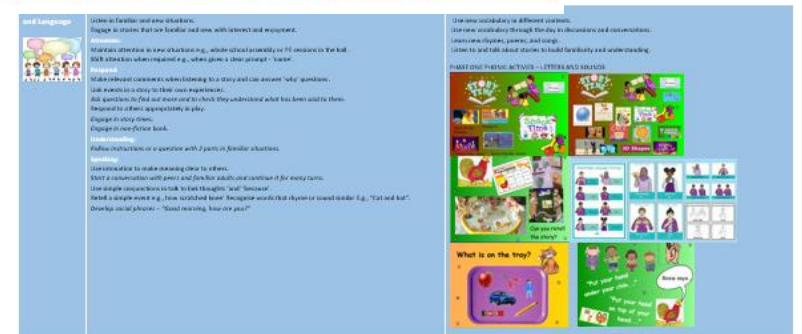 and Language
Listen in familiar and new situations.
Engage in stories that are familiar and new with interest and enjoyment.
Attention:
Maintain attention in new situations e.g., whole school assembly or PE sessions in the hall.
Shift attention when required e.g., when given a clear prompt – 'name'.
Respond
Make relevant comments when listening to a story and can answer 'why' questions.
Link events in a story to their own experiences.
Ask questions to find out more and to check they understand what has been said to them.
Respond to others appropriately in play.
Engage in story times.
Engage in non-fiction book.
Understanding:
Follow instructions or a question with 2 parts in familiar situations.
Speaking:
Use intonation to make meaning clear to others.
Start a conversation with peers and familiar adults and continue it for many turns.
Use simple conjunctions in talk to link thoughts 'and' 'because'.
Retell a simple event e.g., how scratched knee Recognise words that rhyme or sound similar E.g., "Cat and hat".
Develop social phrases – "Good morning, how are you?"
Use new vocabulary in different contexts.
Use new vocabulary through the day in discussions and conversations.
Learn new rhymes, poems, and songs.
Listen to and talk about stories to build familiarity and understanding.
PHASE ONE PHONIC ACTIVITIES – LETTERS AND SOUNDS
STORY TIME
STORY TIME
Snack Time
3D Shapes
Can you retell
the story?
What is on the tray?
Rosie says
"Put your hand
under your chin..."
"Put your hand
on top of your
head..."